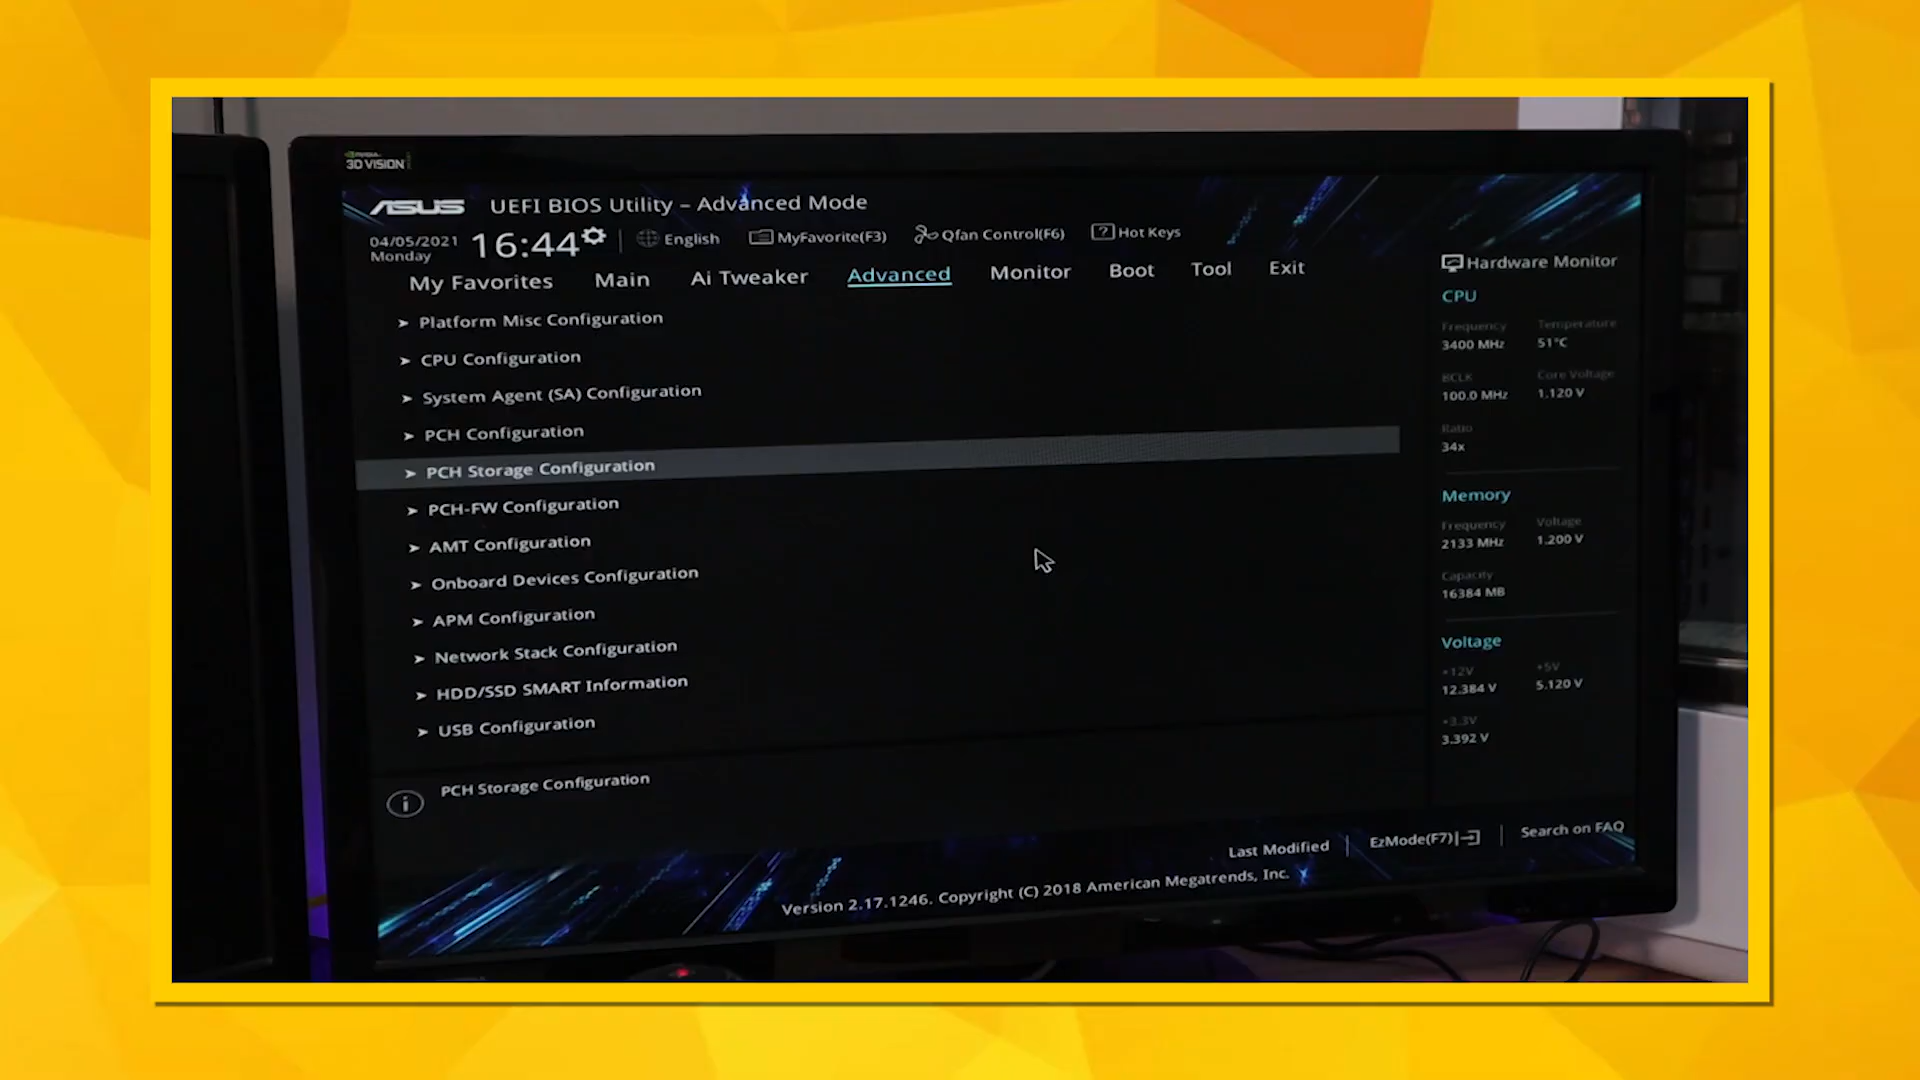 NVIDIA
3D VISION
ASUS UEFI BIOS Utility – Advanced Mode
04/05/2021
Monday
16:44
English
MyFavorite(F3)
Qfan Control(F6)
? Hot Keys
My Favorites
Main
Ai Tweaker
Advanced
Monitor
Boot
Tool
Exit
Platform Misc Configuration
CPU Configuration
System Agent (SA) Configuration
PCH Configuration
PCH Storage Configuration
PCH-FW Configuration
AMT Configuration
Onboard Devices Configuration
APM Configuration
Network Stack Configuration
HDD/SSD SMART Information
USB Configuration
i PCH Storage Configuration
Hardware Monitor
CPU
Frequency Temperature
3400 MHz 51°C
BCLK Core Voltage
100.0 MHz 1.120 V
Ratio
34x
Memory
Frequency Voltage
2133 MHz 1.200 V
Capacity
16384 MB
Voltage
+12V +5V
12.384 V 5.120 V
+3.3V
3.392 V
Last Modified
EzMode(F7)
Search on FAQ
Version 2.17.1246. Copyright (C) 2018 American Megatrends, Inc.